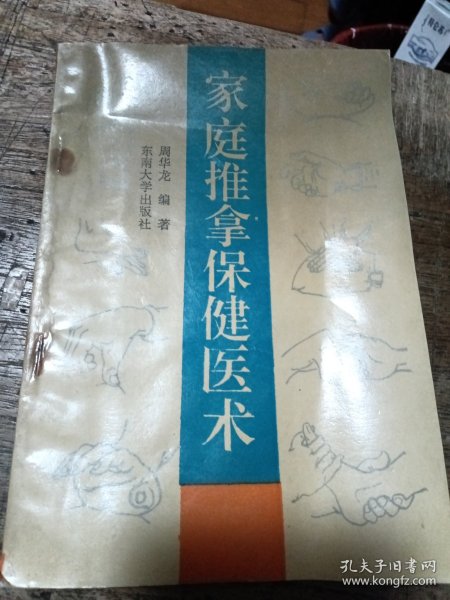 家庭推拿保健医术
周华龙 编著
东南大学出版社
孔夫子旧书网
www.kongfz.com